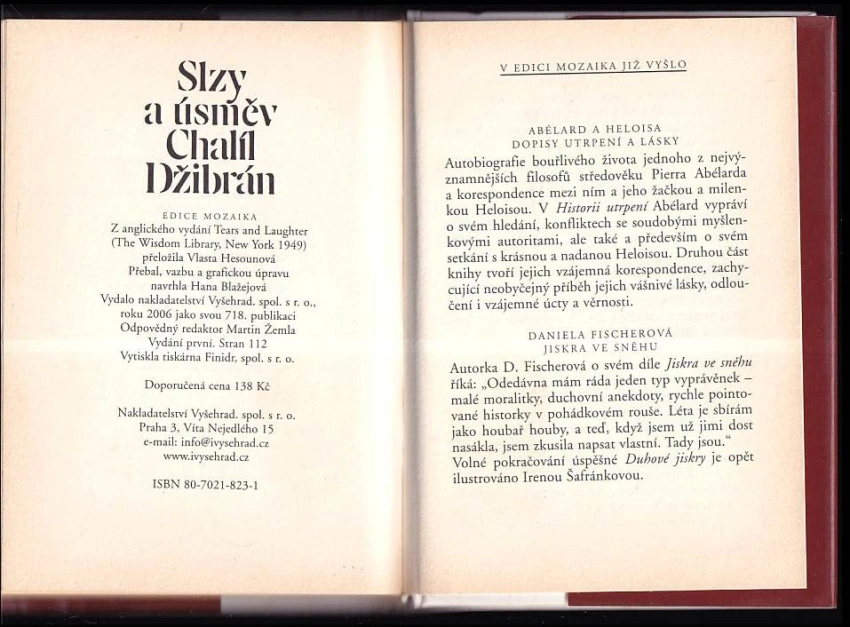 Slzy
a úsměv
Chalíl
Džibrán
EDICE MOZAIKA
Z anglického vydání Tears and Laughter
(The Wisdom Library, New York 1949)
přeložila Vlasta Hesounová
Přebal, vazbu a grafickou úpravu
navrhla Hana Blažejová
Vydalo nakladatelství Vyšehrad. spol. s r. o.,
roku 2006 jako svou 718. publikaci
Odpovědný redaktor Martin Žemla
Vydání první. Stran 112
Vytiskla tiskárna Finidr, spol. s r. o.
Doporučená cena 138 Kč
Nakladatelství Vyšehrad. spol. s r. o.
Praha 3, Víta Nejedlého 15
e-mail: info@ivysehrad.cz
www.ivysehrad.cz
ISBN 80-7021-823-1
V EDICI MOZAIKA JIŽ VYŠLO
ABÉLARD A HELOISA
DOPISY UTRPENÍ A LÁSKY
Autobiografie bouřlivého života jednoho z nejvý-
znamnějších filosofů středověku Pierra Abélarda
a korespondence mezi ním a jeho žačkou a milen-
kou Heloisou. V Historii utrpení Abélard vypráví
o svém hledání, konfliktech se soudobými myšlen-
kovými autoritami, ale také a především o svém
setkání s krásnou a nadanou Heloisou. Druhou část
knihy tvoří jejich vzájemná korespondence, zachy-
cující neobyčejný příběh jejich vášnivé lásky, odlou-
čení i vzájemné úcty a věrnosti.
DANIELA FISCHEROVÁ
JISKRA VE SNĚHU
Autorka D. Fischerová o svém díle Jiskra ve sněhu
říká: „Odedávna mám ráda jeden typ vyprávěnek –
malé moralitky, duchovní anekdoty, rychle pointo-
vané historky v pohádkovém rouše. Léta je sbírám
jako houbař houby, a teď, když jsem už jimi dost
nasákla, jsem zkusila napsat vlastní. Tady jsou.“
Volné pokračování úspěšné Duhové jiskry je opět
ilustrováno Irenou Šafránkovou.